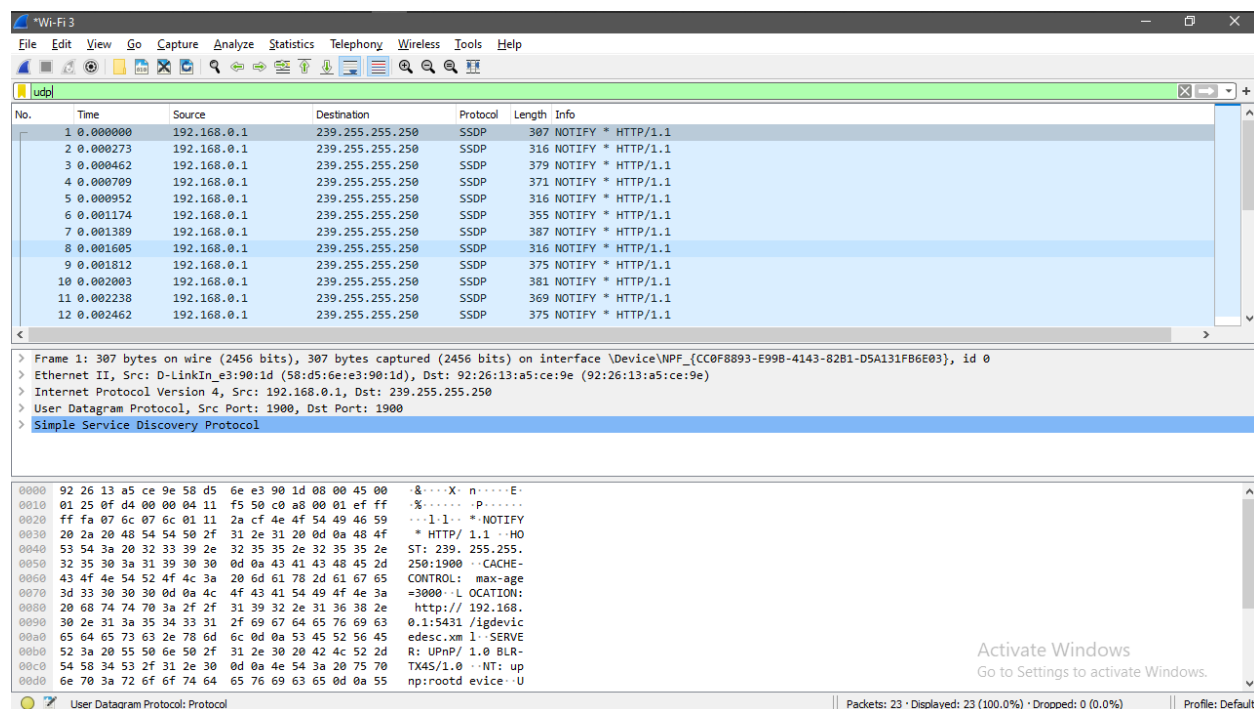 *Wi-Fi 3
File Edit View Go Capture Analyze Statistics Telephony Wireless Tools Help
udp
No. Time Source Destination Protocol Length Info
1 0.000000 192.168.0.1 239.255.255.250 SSDP 307 NOTIFY * HTTP/1.1
2 0.000273 192.168.0.1 239.255.255.250 SSDP 316 NOTIFY * HTTP/1.1
3 0.000462 192.168.0.1 239.255.255.250 SSDP 379 NOTIFY * HTTP/1.1
4 0.000709 192.168.0.1 239.255.255.250 SSDP 371 NOTIFY * HTTP/1.1
5 0.000952 192.168.0.1 239.255.255.250 SSDP 316 NOTIFY * HTTP/1.1
6 0.001174 192.168.0.1 239.255.255.250 SSDP 355 NOTIFY * HTTP/1.1
7 0.001389 192.168.0.1 239.255.255.250 SSDP 387 NOTIFY * HTTP/1.1
8 0.001605 192.168.0.1 239.255.255.250 SSDP 316 NOTIFY * HTTP/1.1
9 0.001812 192.168.0.1 239.255.255.250 SSDP 375 NOTIFY * HTTP/1.1
10 0.002003 192.168.0.1 239.255.255.250 SSDP 381 NOTIFY * HTTP/1.1
11 0.002238 192.168.0.1 239.255.255.250 SSDP 369 NOTIFY * HTTP/1.1
12 0.002462 192.168.0.1 239.255.255.250 SSDP 375 NOTIFY * HTTP/1.1
> Frame 1: 307 bytes on wire (2456 bits), 307 bytes captured (2456 bits) on interface \Device\NPF_{CC0F8893-E99B-4143-82B1-D5A131FB6E03}, id 0
> Ethernet II, Src: D-LinkIn_e3:90:1d (58:d5:6e:e3:90:1d), Dst: 92:26:13:a5:ce:9e (92:26:13:a5:ce:9e)
> Internet Protocol Version 4, Src: 192.168.0.1, Dst: 239.255.255.250
> User Datagram Protocol, Src Port: 1900, Dst Port: 1900
> Simple Service Discovery Protocol
0000 92 26 13 a5 ce 9e 58 d5 6e e3 90 1d 08 00 45 00 ·&····X· n·····E·
0010 01 25 0f d4 00 00 04 11 f5 50 c0 a8 00 01 ef ff ·%······ ·P······
0020 ff fa 07 6c 07 6c 01 11 2a cf 4e 4f 54 49 46 59 ···l·l·· *·NOTIFY
0030 20 2a 20 48 54 54 50 2f 31 2e 31 20 0d 0a 48 4f * HTTP/ 1.1 ··HO
0040 53 54 3a 20 32 33 39 2e 32 35 35 2e 32 35 35 2e ST: 239. 255.255.
0050 32 35 30 3a 31 39 30 30 0d 0a 43 41 43 48 45 2d 250:1900 ··CACHE-
0060 43 4f 4e 54 52 4f 4c 3a 20 6d 61 78 2d 61 67 65 CONTROL: max-age
0070 3d 33 30 30 30 0d 0a 4c 4f 43 41 54 49 4f 4e 3a =3000··L OCATION:
0080 20 68 74 74 70 3a 2f 2f 31 39 32 2e 31 36 38 2e http:// 192.168.
0090 30 2e 31 3a 35 34 33 31 2f 69 67 64 65 76 69 63 0.1:5431 /igdevic
00a0 65 64 65 73 63 2e 78 6d 6c 0d 0a 53 45 52 56 45 edesc.xm l··SERVE
00b0 52 3a 20 55 50 6e 50 2f 31 2e 30 20 42 4c 52 2d R: UPnP/ 1.0 BLR-
00c0 54 58 34 53 2f 31 2e 30 0d 0a 4e 54 3a 20 75 70 TX4S/1.0 ··NT: up
00d0 6e 70 3a 72 6f 6f 74 64 65 76 69 63 65 0d 0a 55 np:rootd evice··U
Activate Windows
Go to Settings to activate Windows.
User Datagram Protocol: Protocol Packets: 23 · Displayed: 23 (100.0%) · Dropped: 0 (0.0%) Profile: Default